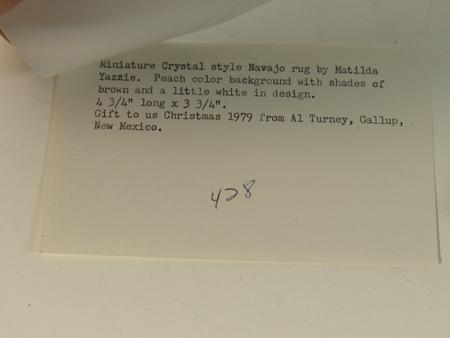 Miniature Crystal style Navajo rug by Matilda
Yazzie. Peach color background with shades of
brown and a little white in design.
4 3/4" long x 3 3/4".
Gift to us Christmas 1979 from Al Turney, Gallup,
New Mexico.
428